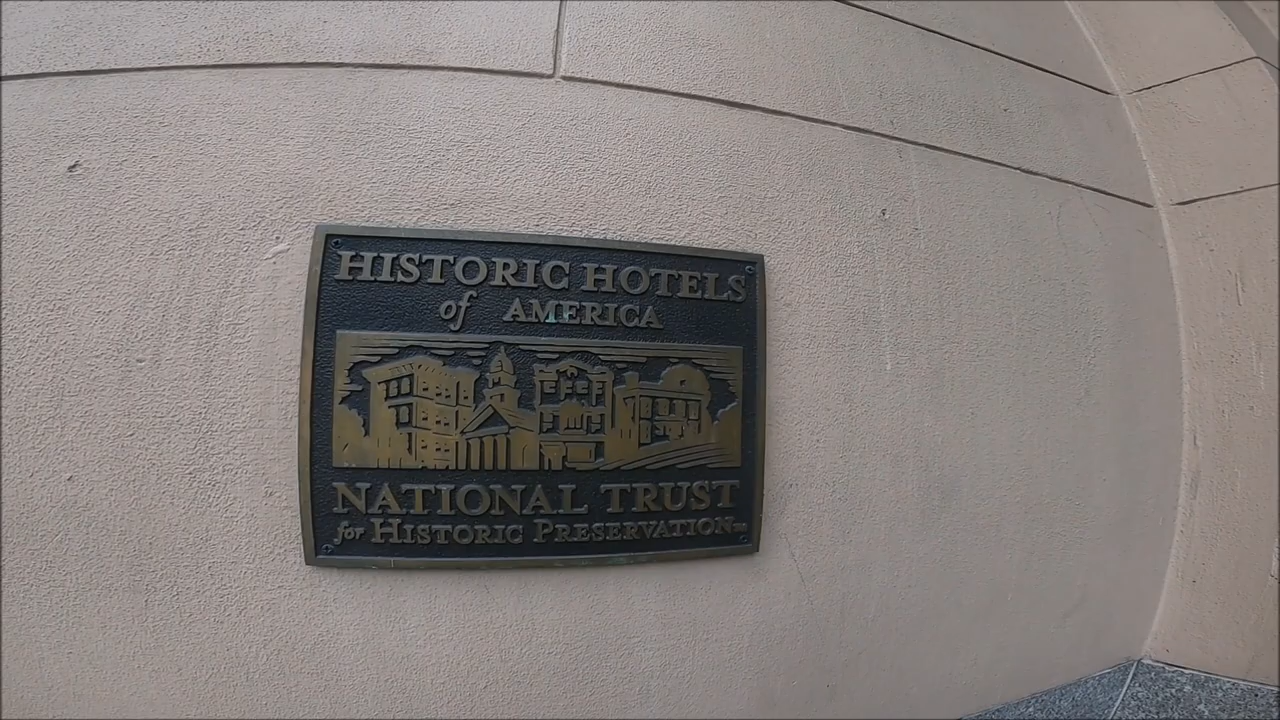 HISTORIC HOTELS
of AMERICA
NATIONAL TRUST
for HISTORIC PRESERVATION